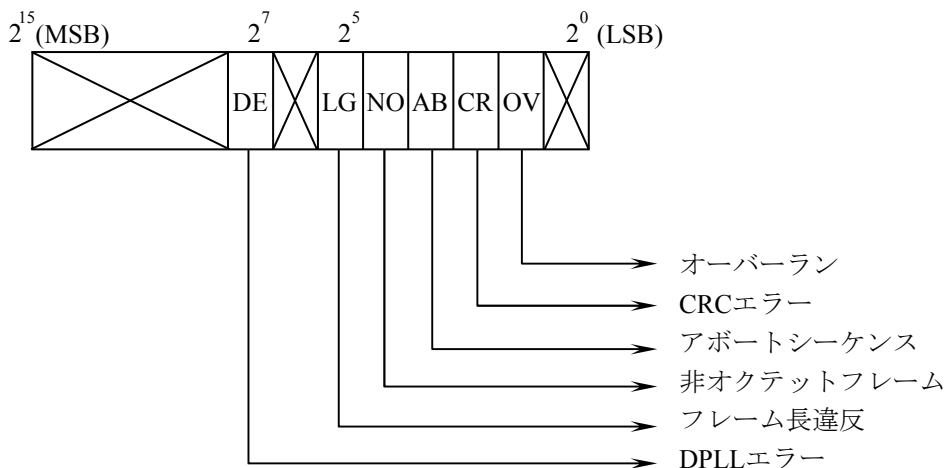 2^15 (MSB) 2^7 2^5 2^0 (LSB)
DE LG NO AB CR OV
オーバーラン
CRCエラー
アボートシーケンス
非オクテットフレーム
フレーム長違反
DPLLエラー